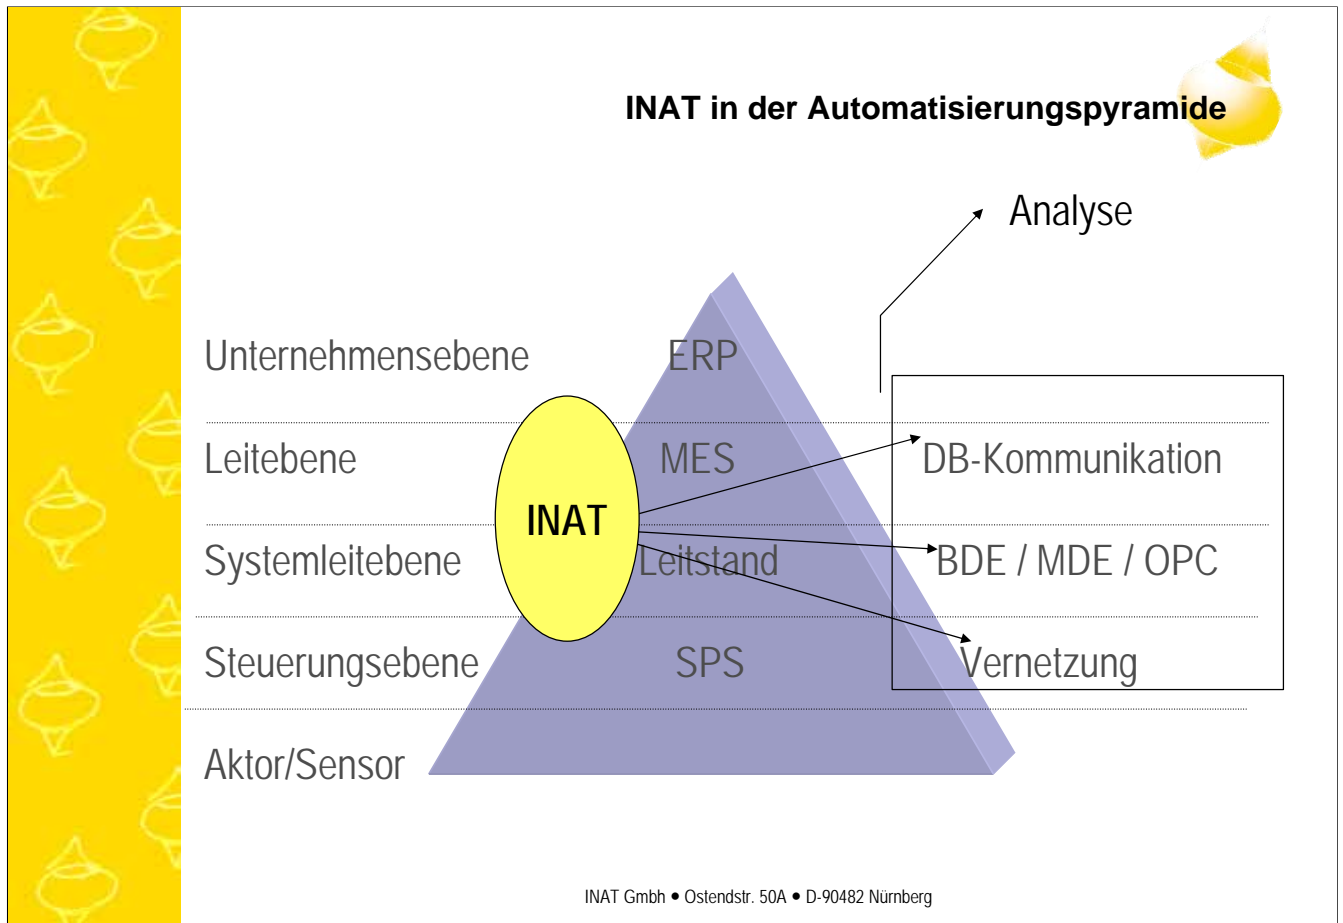 INAT in der Automatisierungspyramide
Analyse
Unternehmensebene ERP
Leitebene MES DB-Kommunikation
INAT
Systemleitebene Leitstand BDE / MDE / OPC
Steuerungsebene SPS Vernetzung
Aktor/Sensor
INAT Gmbh • Ostendstr. 50A • D-90482 Nürnberg